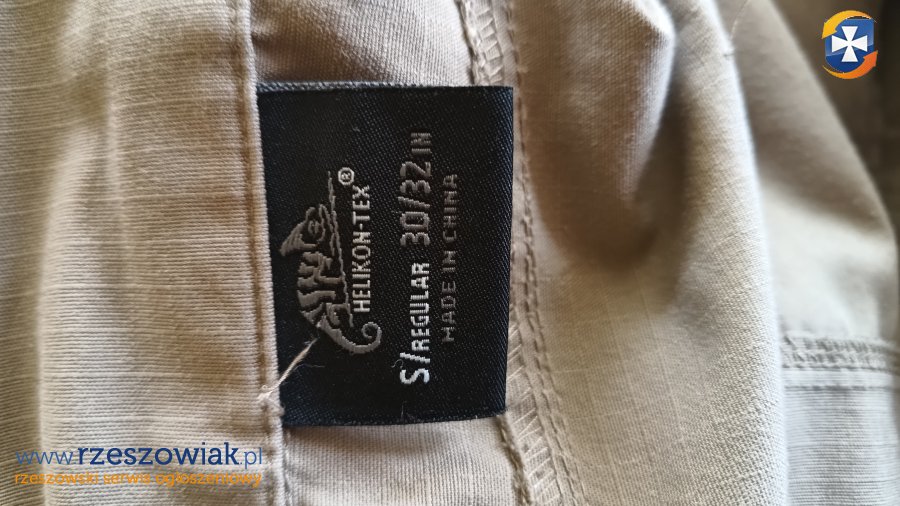 HELIKON-TEX®
S/REGULAR 30/32 IN
MADE IN CHINA
www.rzeszowiak.pl
rzeszowski serwis ogłoszeniowy